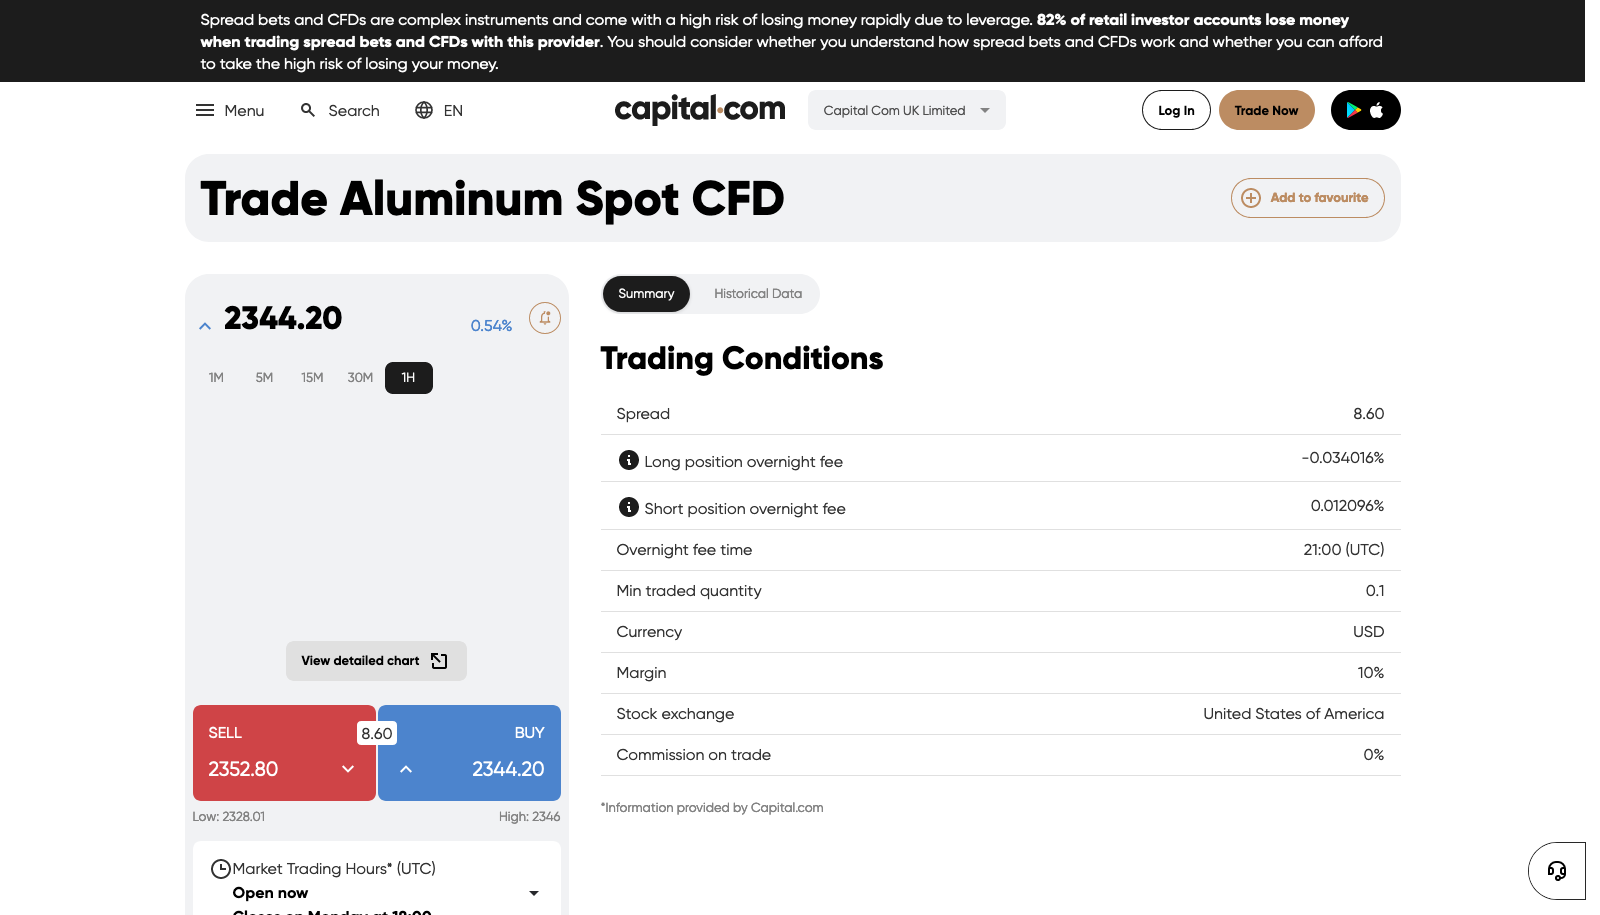 Spread bets and CFDs are complex instruments and come with a high risk of losing money rapidly due to leverage. 82% of retail investor accounts lose money
when trading spread bets and CFDs with this provider. You should consider whether you understand how spread bets and CFDs work and whether you can afford
to take the high risk of losing your money.
Menu
Search
EN
capital.com
Capital Com UK Limited
Log In
Trade Now
Trade Aluminum Spot CFD
Add to favourite
2344.20
0.54%
1M
5M
15M
30M
1H
View detailed chart
SELL
8.60
BUY
2352.80
2344.20
Low: 2328.01
High: 2346
Market Trading Hours* (UTC)
Open now
Closes on Monday at 18:00
Summary
Historical Data
Trading Conditions
Spread
8.60
Long position overnight fee
-0.034016%
Short position overnight fee
0.012096%
Overnight fee time
21:00 (UTC)
Min traded quantity
0.1
Currency
USD
Margin
10%
Stock exchange
United States of America
Commission on trade
0%
*Information provided by Capital.com